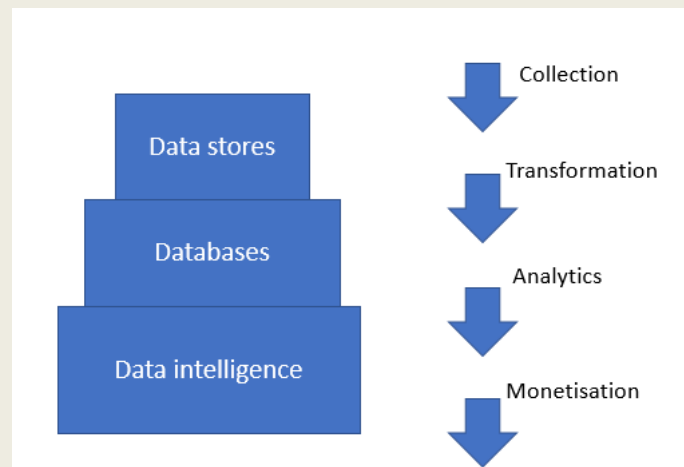 Data stores
Databases
Data intelligence
Collection
Transformation
Analytics
Monetisation